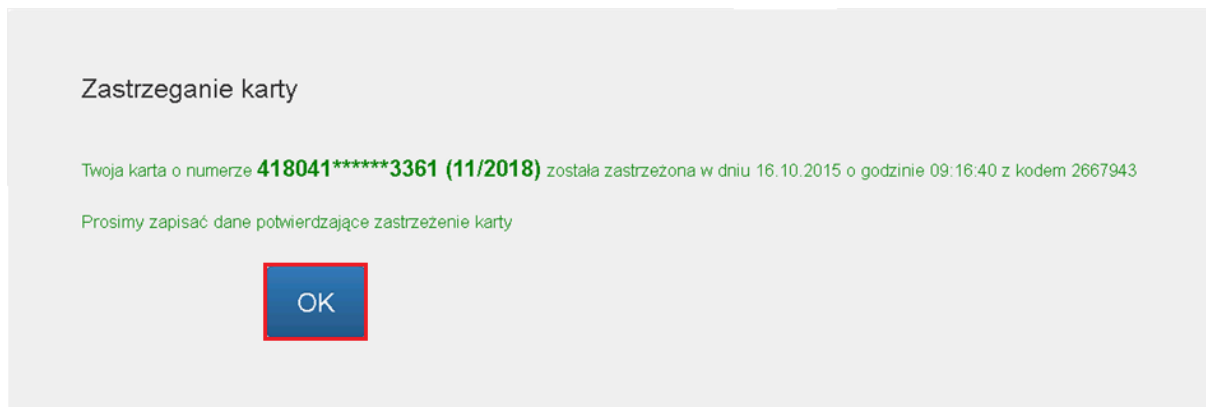 Zastrzeganie karty
Twoja karta o numerze 418041******3361 (11/2018) została zastrzeżona w dniu 16.10.2015 o godzinie 09:16:40 z kodem 2667943
Prosimy zapisać dane potwierdzające zastrzeżenie karty
OK